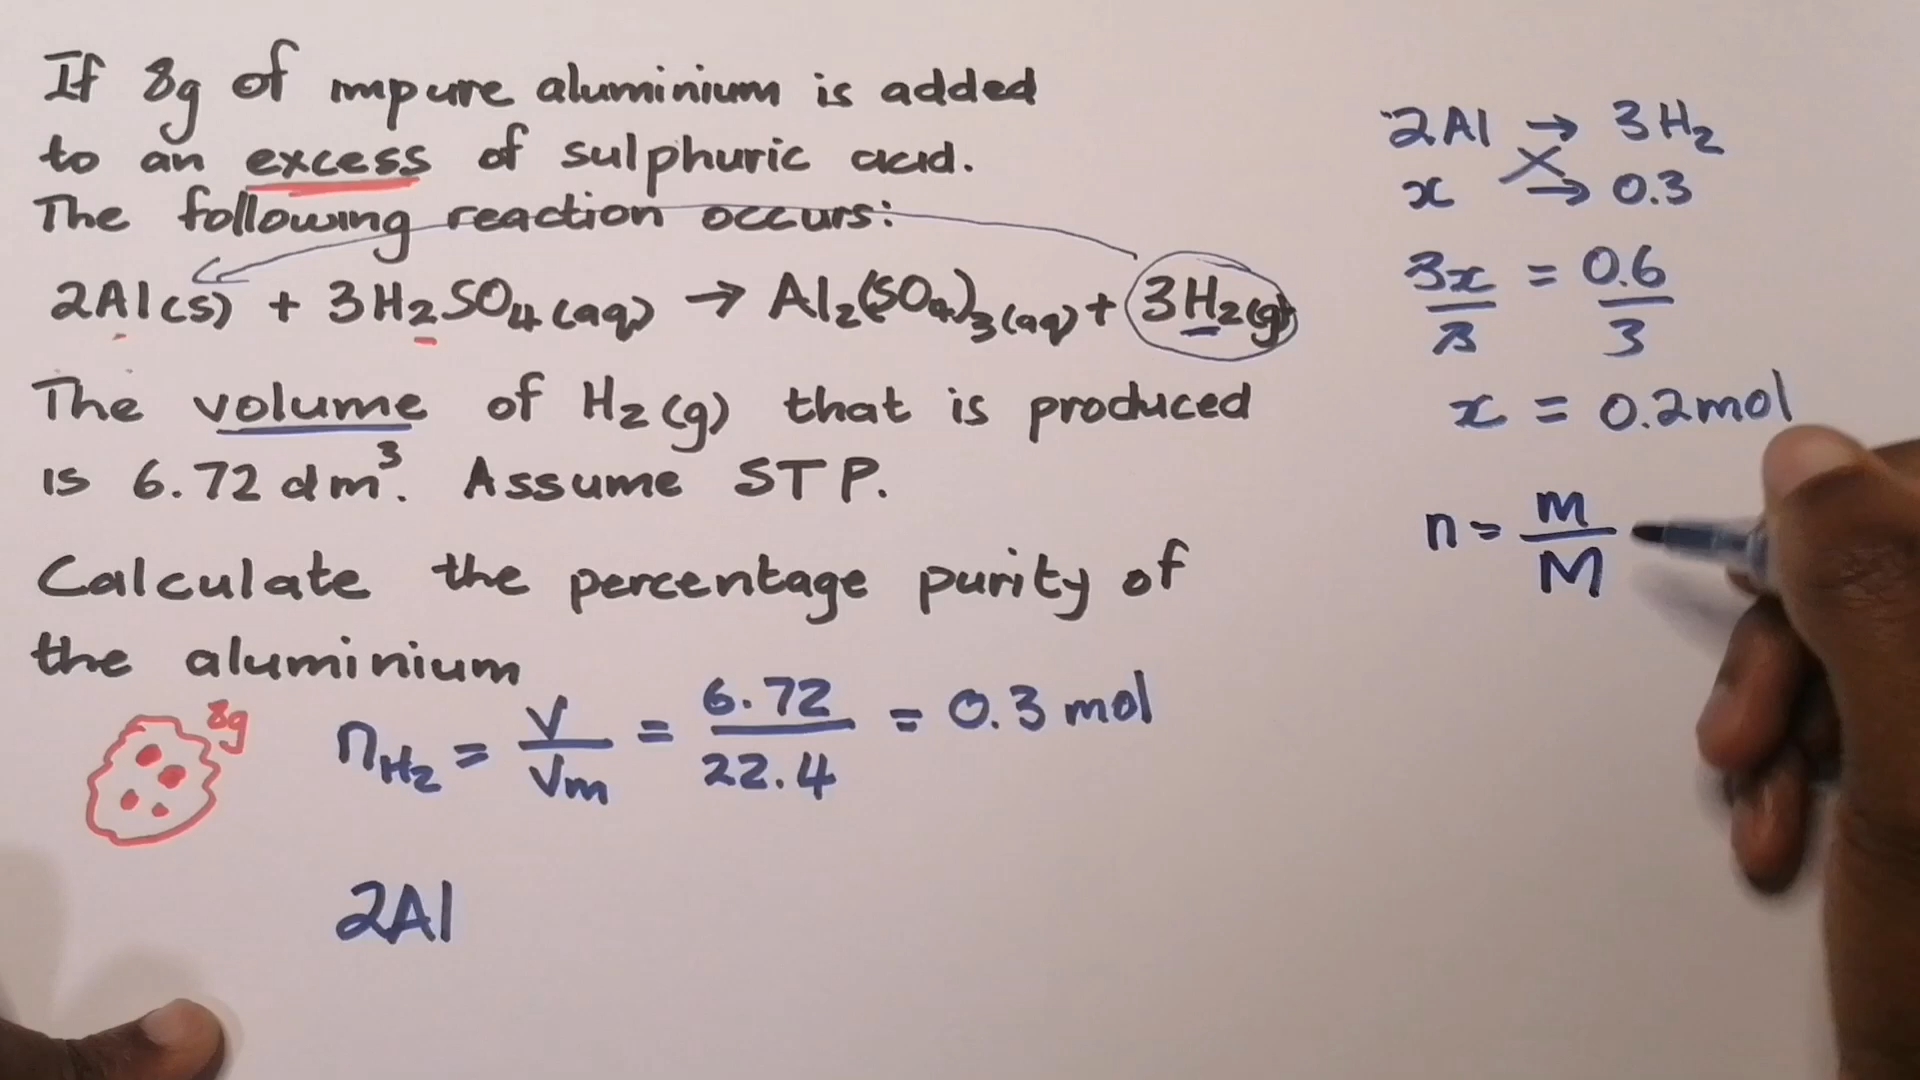 If 8g of impure aluminium is added
to an excess of sulphuric acid.
The following reaction occurs:
2Al(s) + 3H₂SO₄(aq) → Al₂(SO₄)₃(aq) + 3H₂(g)
The volume of H₂(g) that is produced
is 6.72 dm³. Assume STP.
Calculate the percentage purity of
the aluminium
8g
nH₂ = V/Vm = 6.72/22.4 = 0.3 mol
2Al
2Al → 3H₂
x → 0.3
3x/3 = 0.6/3
x = 0.2mol
n = m/M